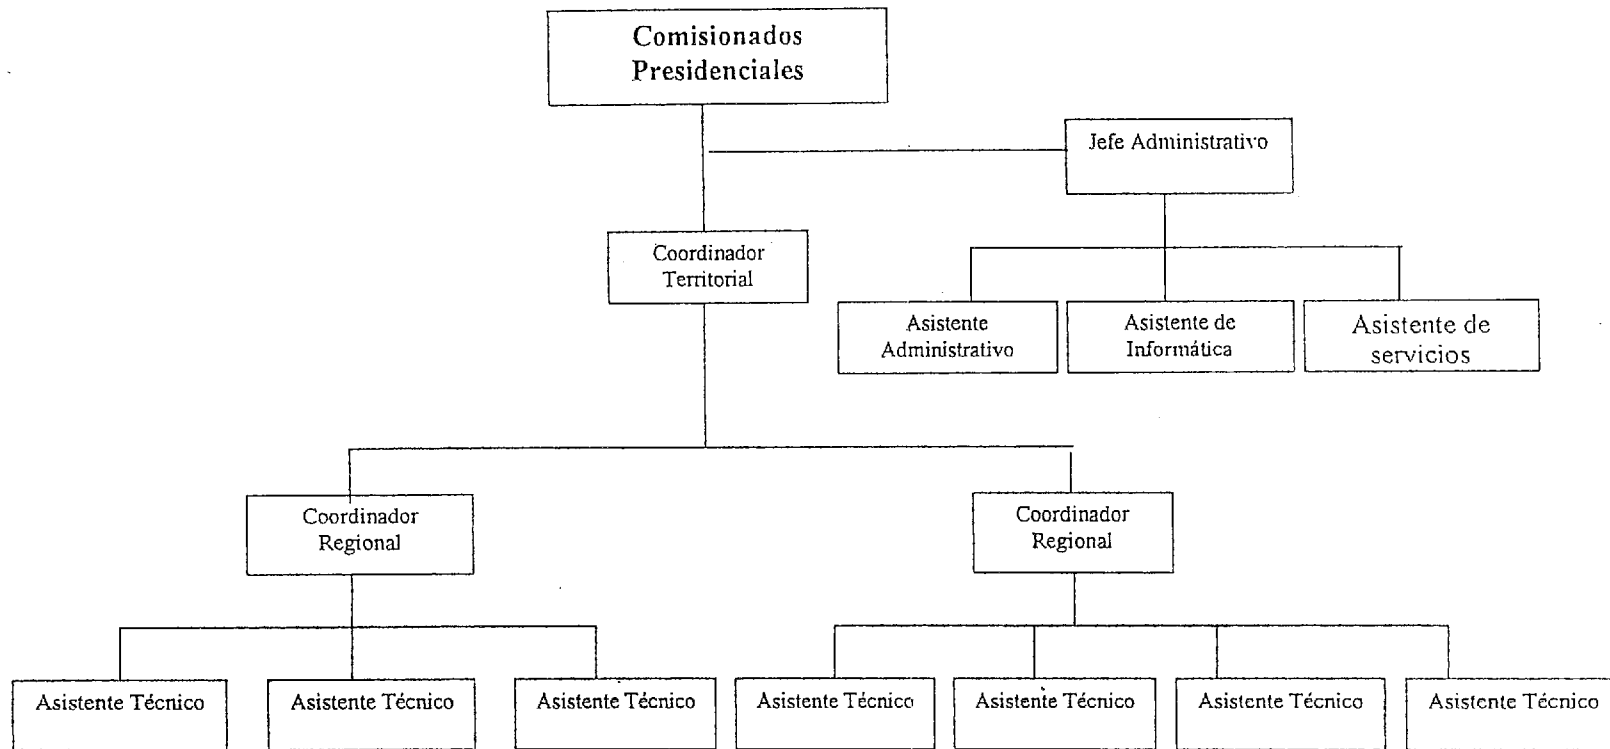 Comisionados
Presidenciales
Jefe Administrativo
Coordinador
Territorial
Asistente
Administrativo
Asistente de
Informática
Asistente de
servicios
Coordinador
Regional
Coordinador
Regional
Asistente Técnico
Asistente Técnico
Asistente Técnico
Asistente Técnico
Asistente Técnico
Asistente Técnico
Asistente Técnico